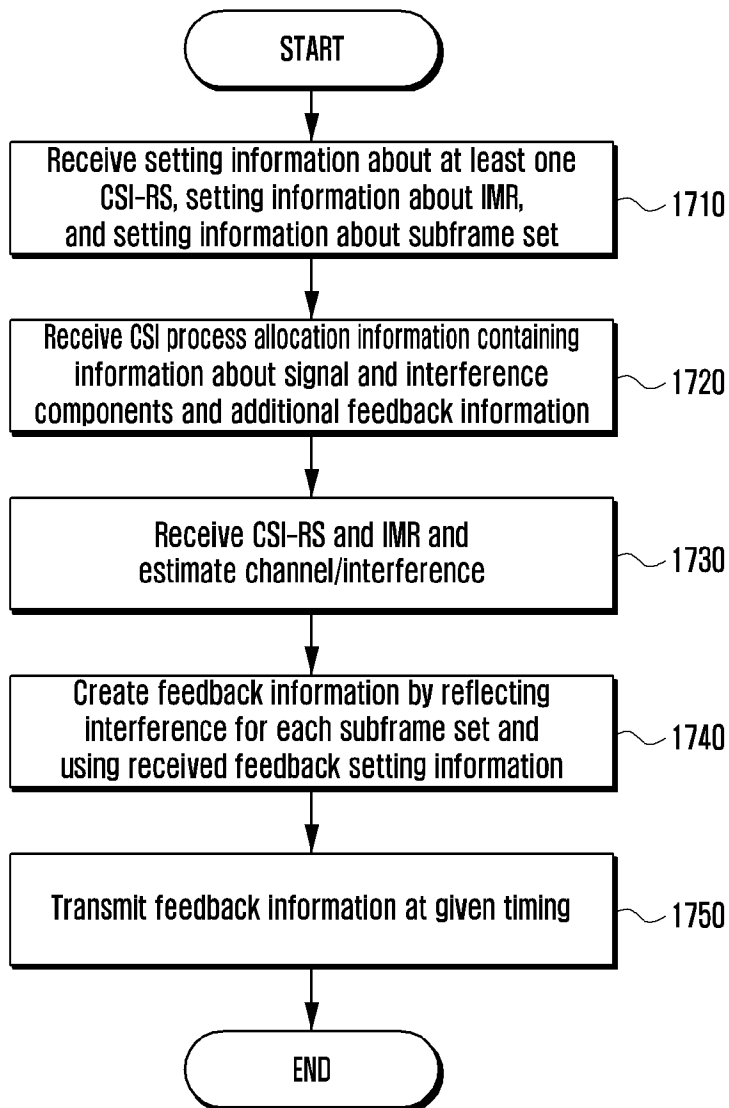 START
Receive setting information about at least one
CSI-RS, setting information about IMR,
and setting information about subframe set
1710
Receive CSI process allocation information containing
information about signal and interference
components and additional feedback information
1720
Receive CSI-RS and IMR and
estimate channel/interference
1730
Create feedback information by reflecting
interference for each subframe set and
using received feedback setting information
1740
Transmit feedback information at given timing
1750
END